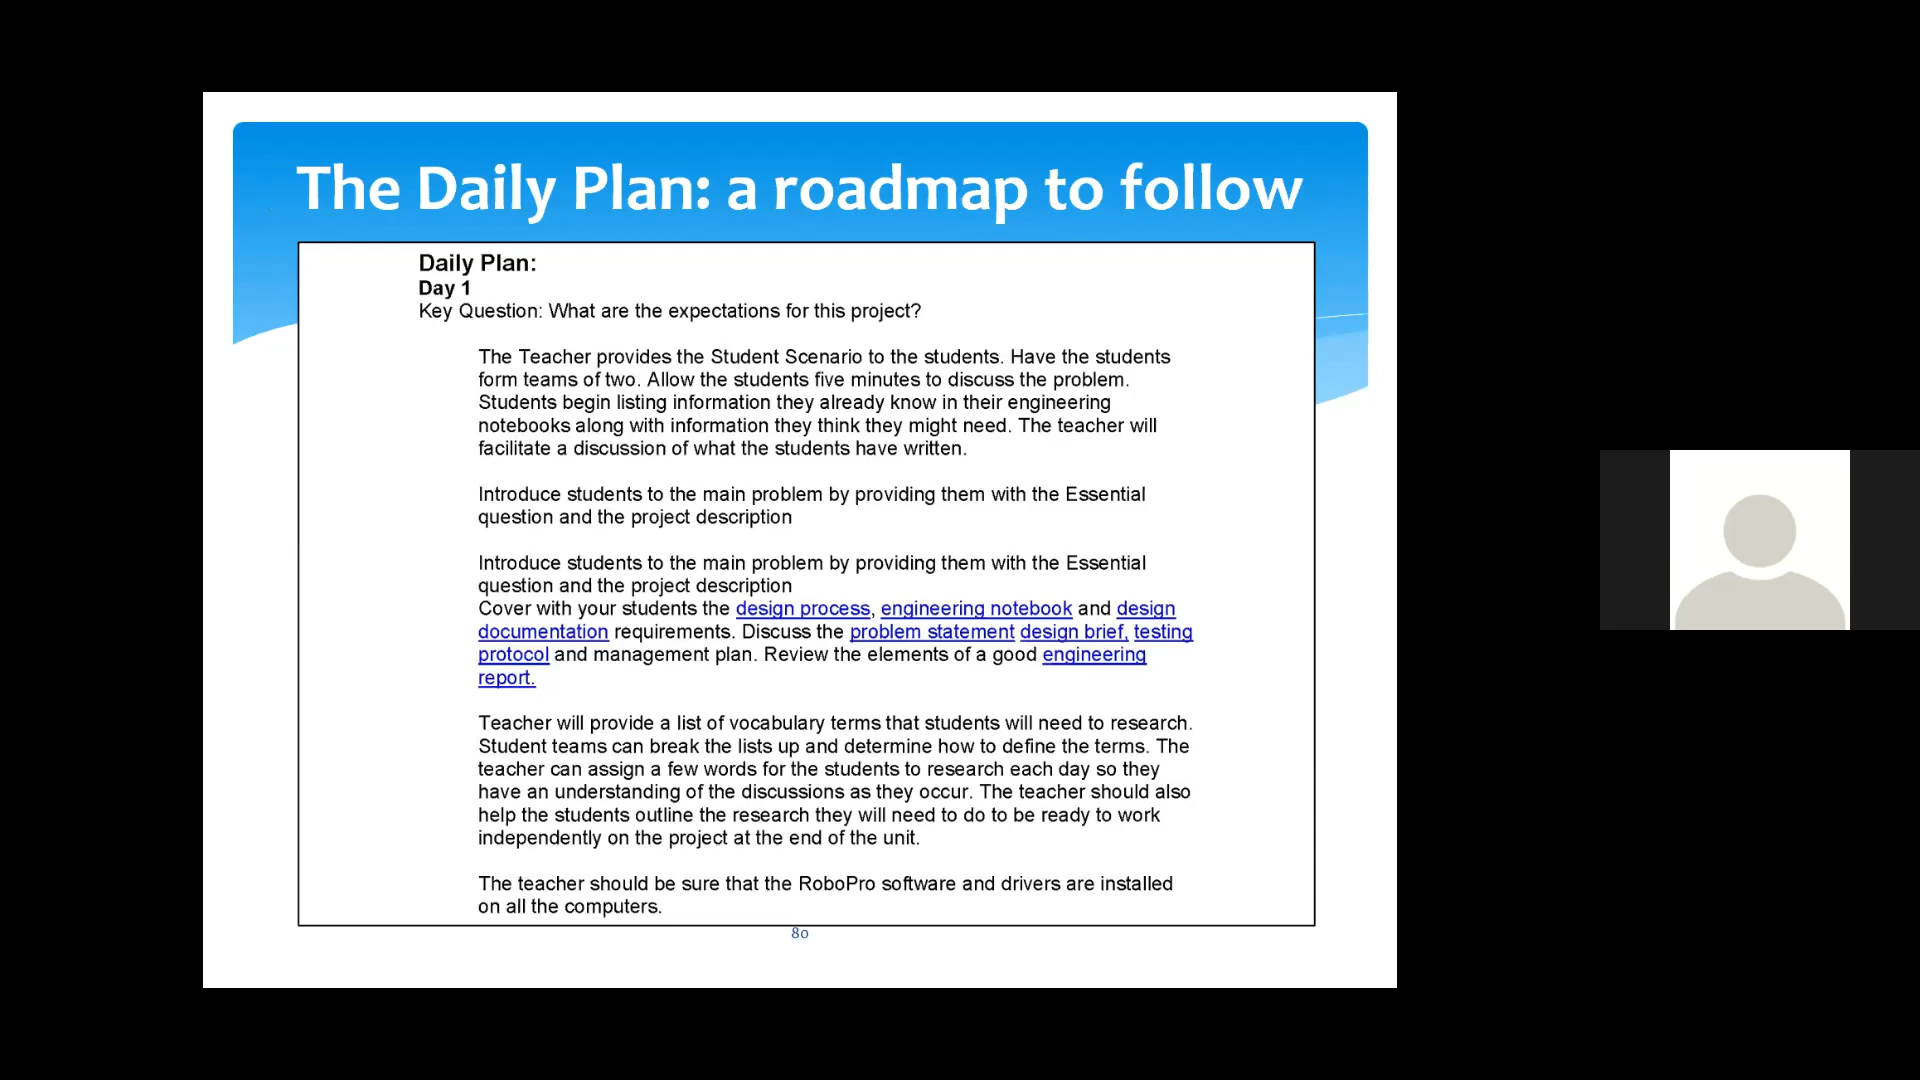 The Daily Plan: a roadmap to follow
Daily Plan:
Day 1
Key Question: What are the expectations for this project?
The Teacher provides the Student Scenario to the students. Have the students
form teams of two. Allow the students five minutes to discuss the problem.
Students begin listing information they already know in their engineering
notebooks along with information they think they might need. The teacher will
facilitate a discussion of what the students have written.
Introduce students to the main problem by providing them with the Essential
question and the project description
Introduce students to the main problem by providing them with the Essential
question and the project description
Cover with your students the design process, engineering notebook and design
documentation requirements. Discuss the problem statement design brief, testing
protocol and management plan. Review the elements of a good engineering
report.
Teacher will provide a list of vocabulary terms that students will need to research.
Student teams can break the lists up and determine how to define the terms. The
teacher can assign a few words for the students to research each day so they
have an understanding of the discussions as they occur. The teacher should also
help the students outline the research they will need to do to be ready to work
independently on the project at the end of the unit.
The teacher should be sure that the RoboPro software and drivers are installed
on all the computers.
80